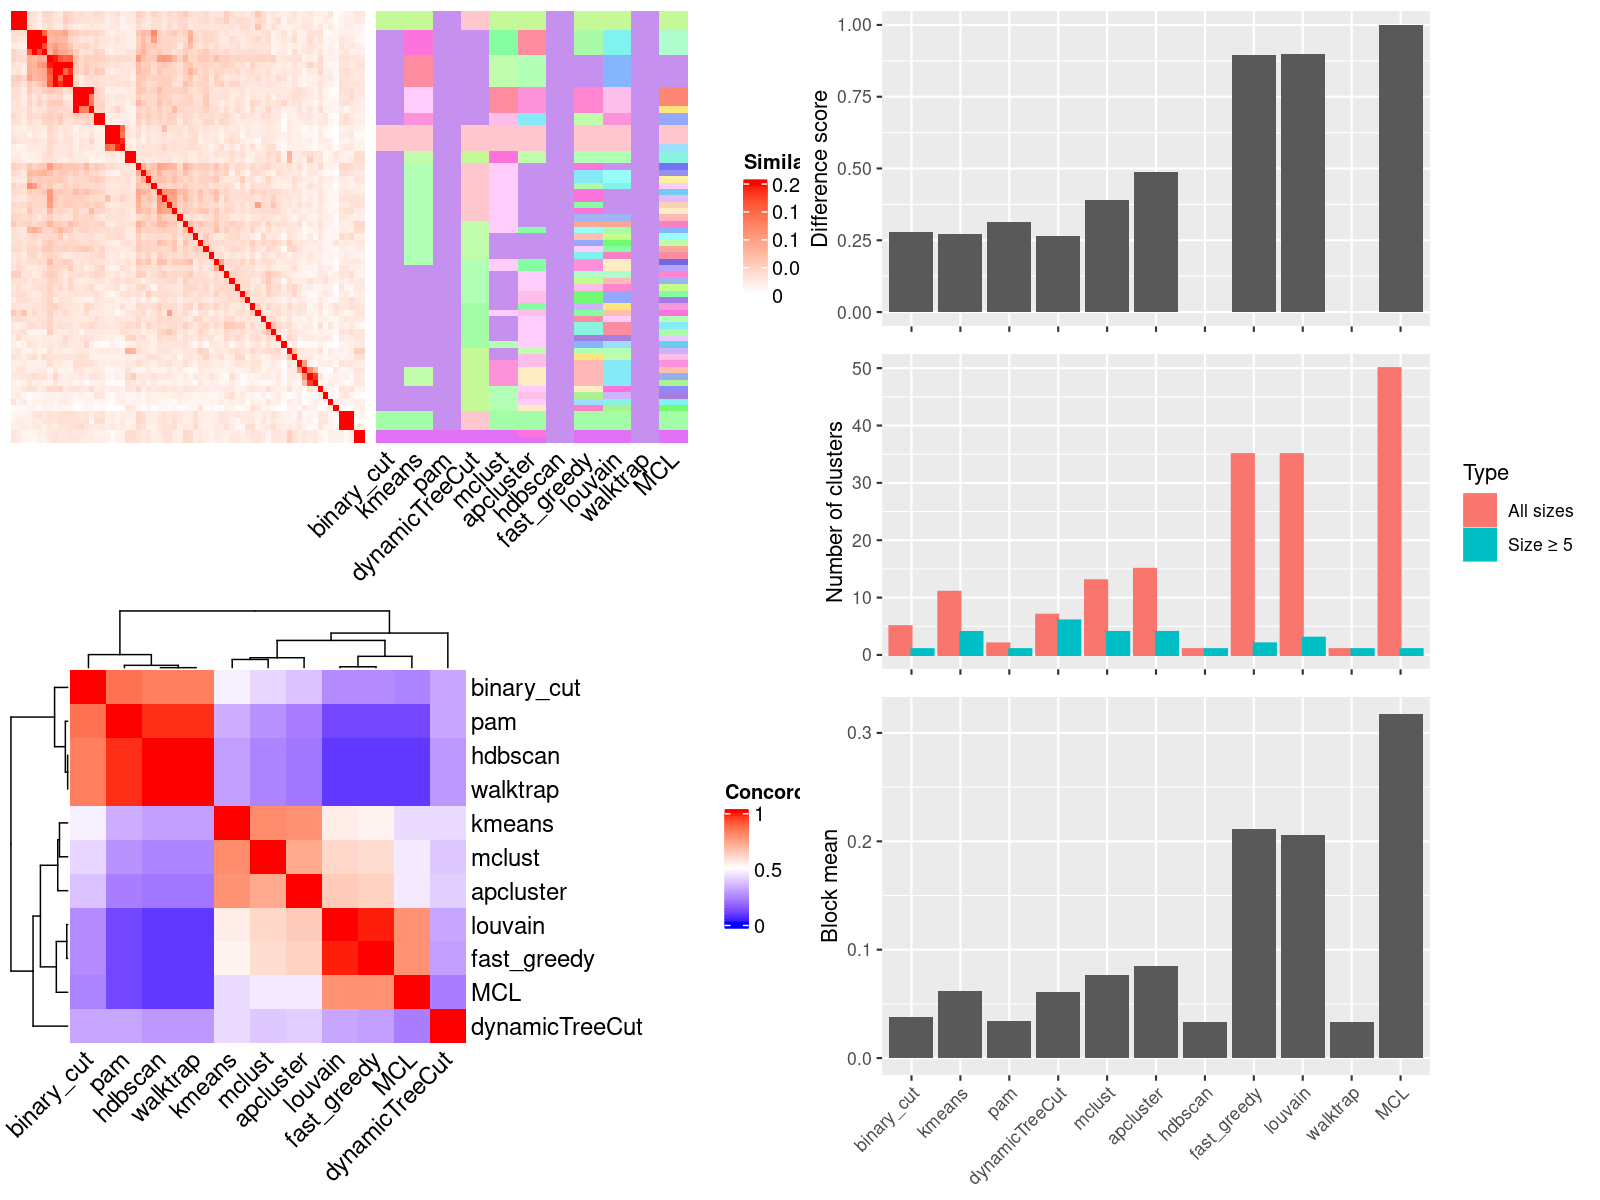 Simila
0.2
0.1
0.1
0.0
0
binary_cut
kmeans
pam
dynamicTreeCut
mclust
apcluster
hdbscan
fast_greedy
louvain
walktrap
MCL
binary_cut
pam
hdbscan
walktrap
kmeans
mclust
apcluster
louvain
fast_greedy
MCL
dynamicTreeCut
binary_cut
pam
hdbscan
walktrap
kmeans
mclust
apcluster
louvain
fast_greedy
MCL
dynamicTreeCut
Concord
1
0.5
0
Difference score
1.00
0.75
0.50
0.25
0.00
Number of clusters
50
40
30
20
10
0
Type
All sizes
Size ≥ 5
Block mean
0.3
0.2
0.1
0.0
binary_cut
kmeans
pam
dynamicTreeCut
mclust
apcluster
hdbscan
fast_greedy
louvain
walktrap
MCL